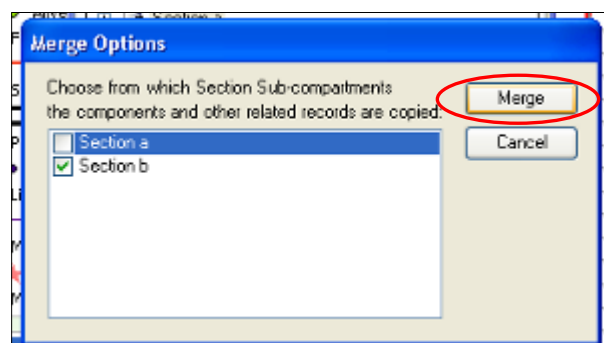 Merge Options
Choose from which Section Sub-compartments
the components and other related records are copied:
Merge
Section a
Cancel
Section b